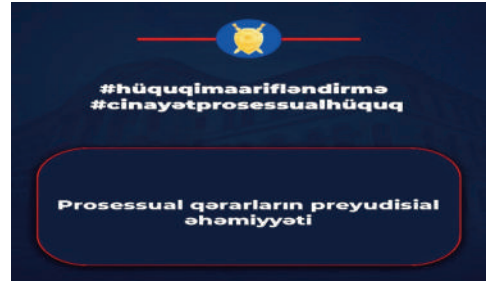 #hüquqimaarifləndirmə
#cinayətprosessualhüquq
Prosessual qərarların preyudisial
əhəmiyyəti